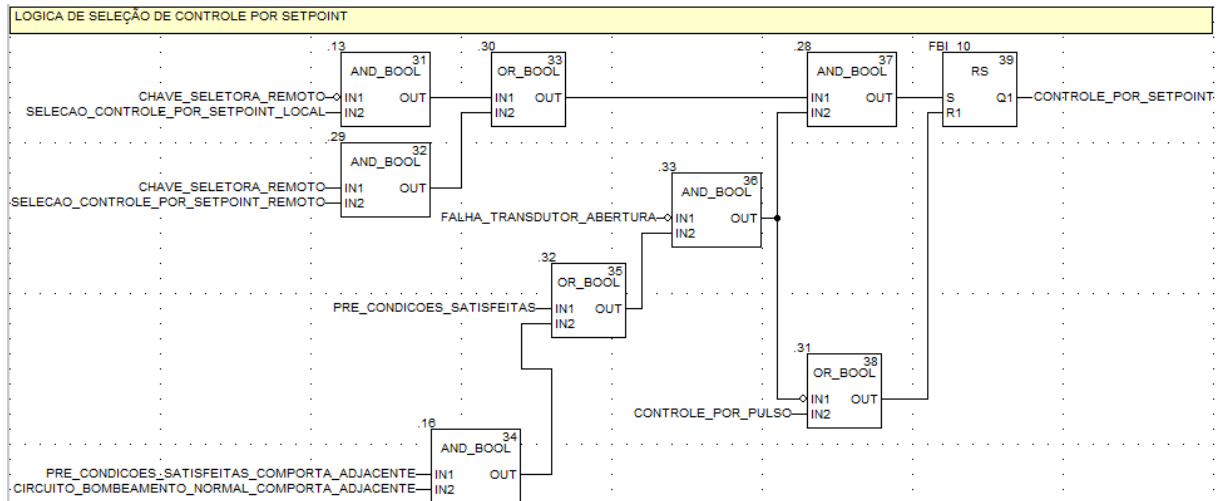 LOGICA DE SELEÇÃO DE CONTROLE POR SETPOINT
.13
31
AND_BOOL
CHAVE_SELETORA_REMOTO
IN1
OUT
SELECAO_CONTROLE_POR_SETPOINT_LOCAL
IN2
.30
33
OR_BOOL
IN1
OUT
IN2
.28
37
AND_BOOL
IN1
OUT
IN2
FBI_10
39
RS
S
Q1
CONTROLE_POR_SETPOINT
R1
.29
32
AND_BOOL
CHAVE_SELETORA_REMOTO
IN1
OUT
SELECAO_CONTROLE_POR_SETPOINT_REMOTO
IN2
.33
36
AND_BOOL
FALHA_TRANSDUTOR_ABERTURA
IN1
OUT
IN2
.32
35
OR_BOOL
PRE_CONDICOES_SATISFEITAS
IN1
OUT
IN2
.31
38
OR_BOOL
IN1
OUT
CONTROLE_POR_PULSO
IN2
.16
34
AND_BOOL
PRE_CONDICOES_SATISFEITAS_COMPORTA_ADJACENTE
IN1
OUT
CIRCUITO_BOMBEAMENTO_NORMAL_COMPORTA_ADJACENTE
IN2